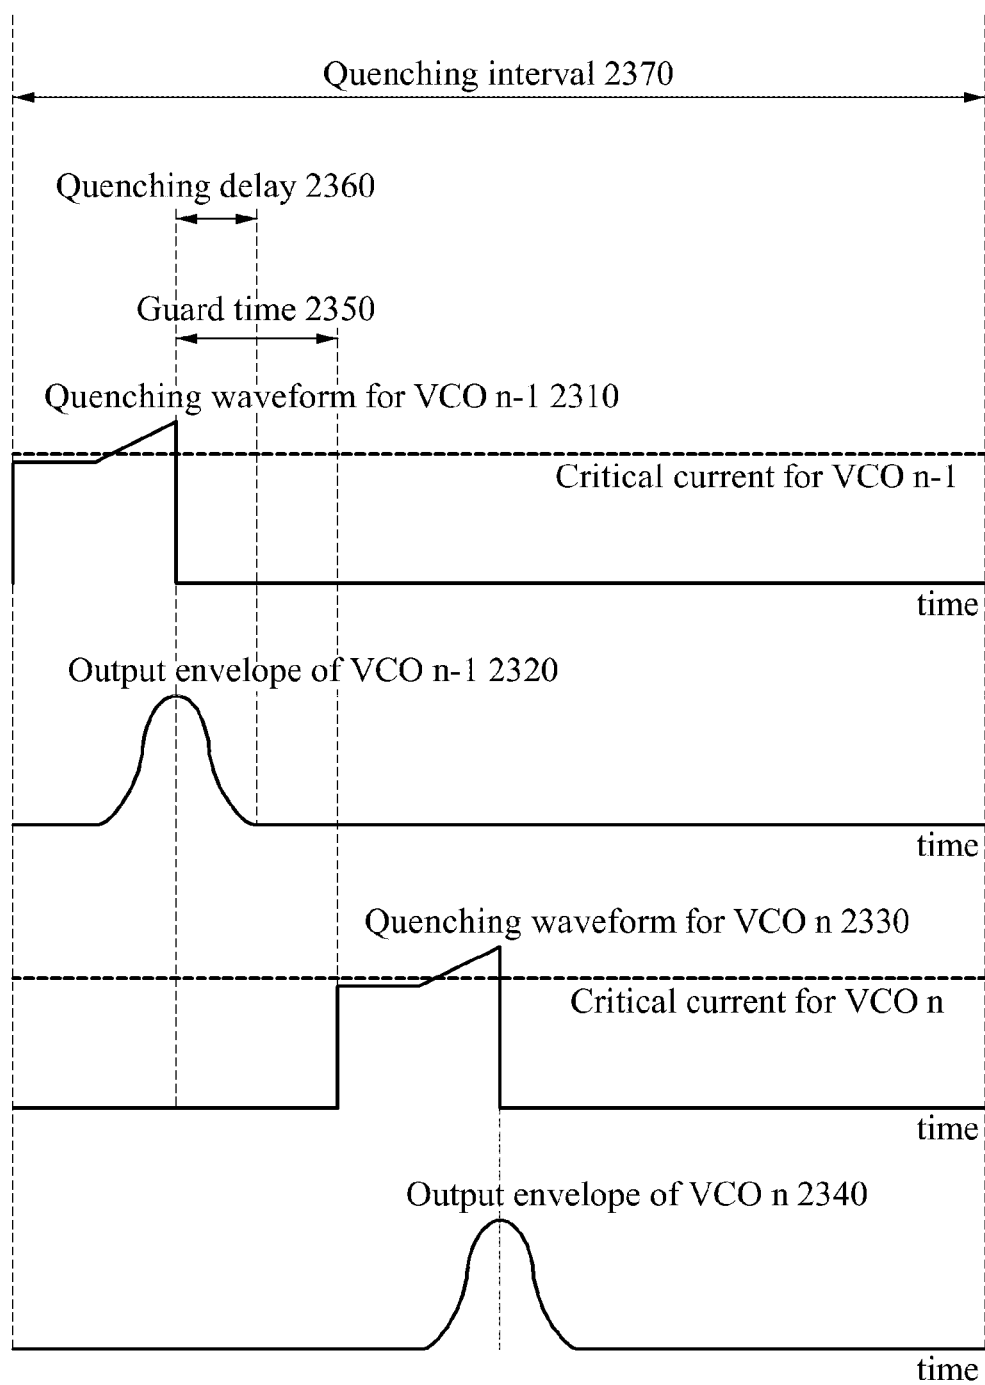 Quenching interval 2370
Quenching delay 2360
Guard time 2350
Quenching waveform for VCO n-1 2310
Critical current for VCO n-1
time
Output envelope of VCO n-1 2320
time
Quenching waveform for VCO n 2330
Critical current for VCO n
time
Output envelope of VCO n 2340
time